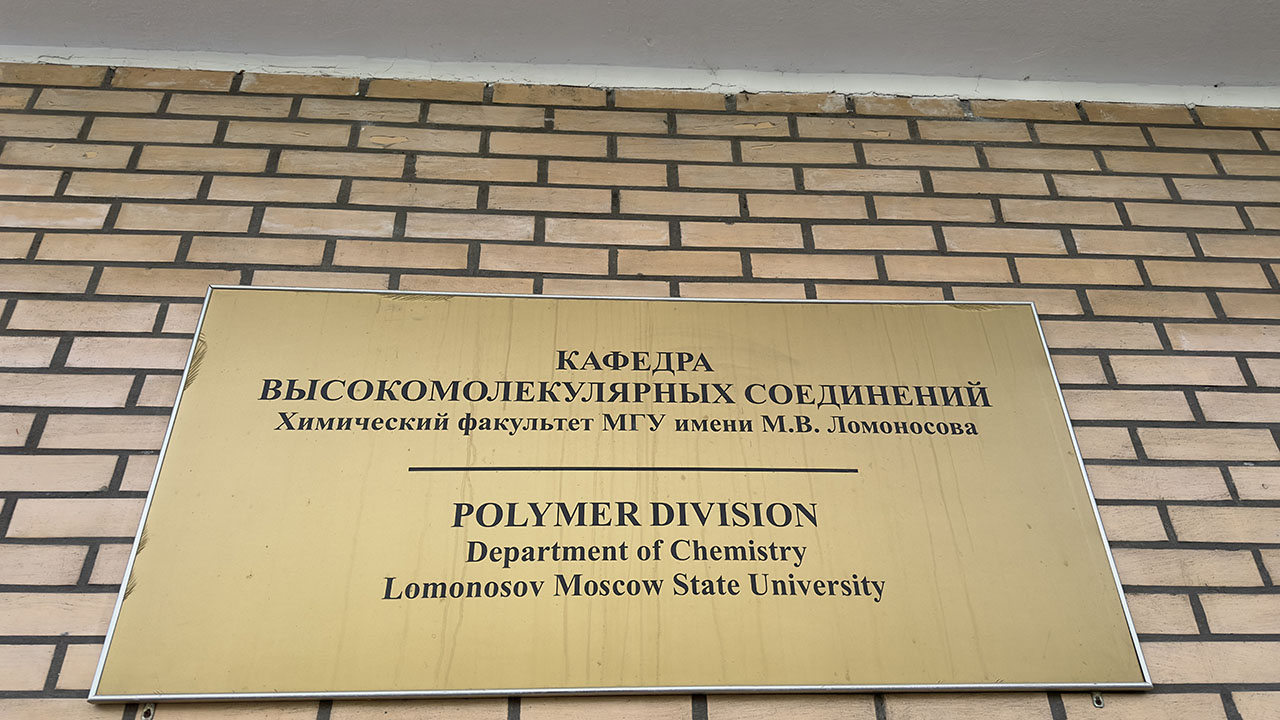 КАФЕДРА
ВЫСОКОМОЛЕКУЛЯРНЫХ СОЕДИНЕНИЙ
Химический факультет МГУ имени М.В. Ломоносова
POLYMER DIVISION
Department of Chemistry
Lomonosov Moscow State University